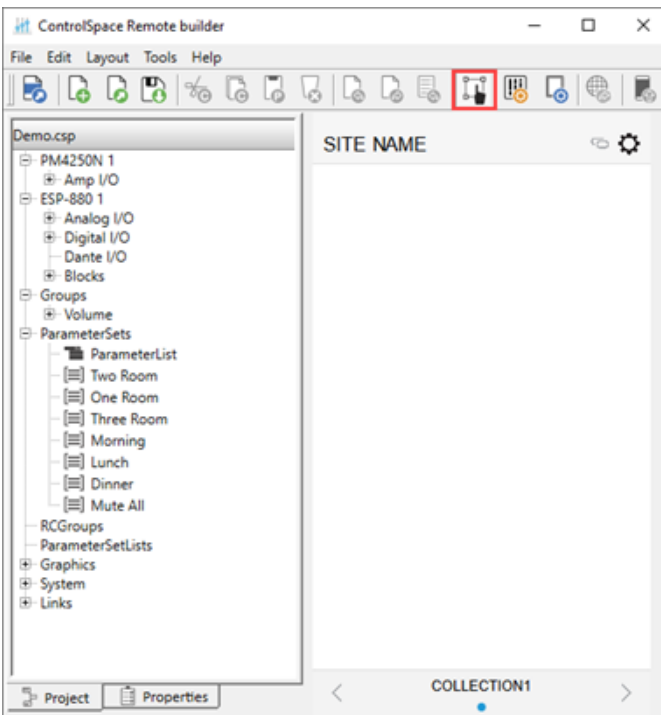 ControlSpace Remote builder
File Edit Layout Tools Help
Demo.csp
PM4250N 1
Amp I/O
ESP-880 1
Analog I/O
Digital I/O
Dante I/O
Blocks
Groups
Volume
ParameterSets
ParameterList
Two Room
One Room
Three Room
Morning
Lunch
Dinner
Mute All
RCGroups
ParameterSetLists
Graphics
System
Links
Project Properties
SITE NAME
COLLECTION1